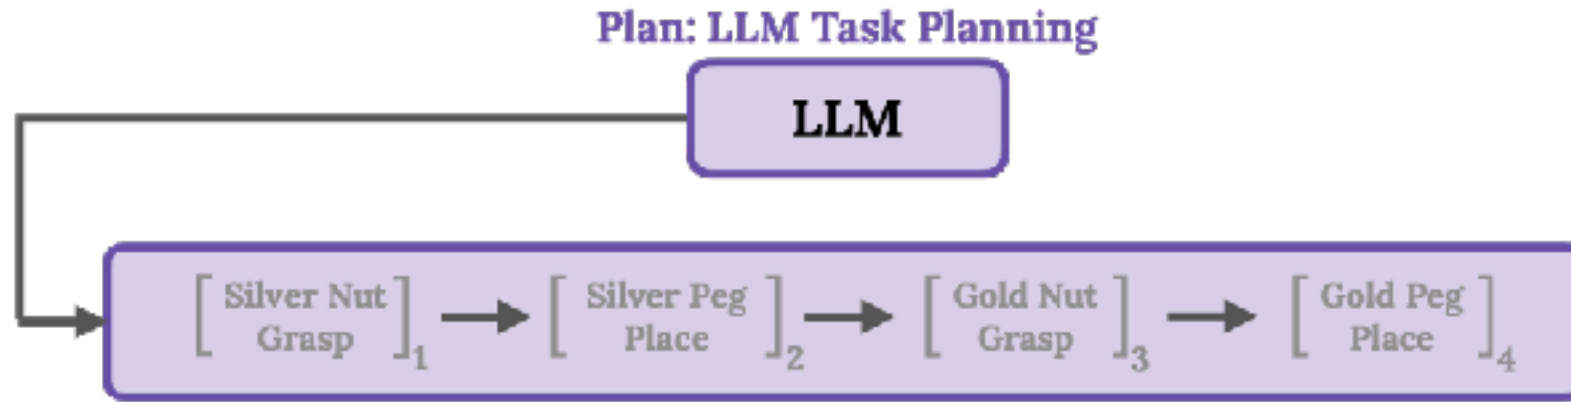 Plan: LLM Task Planning
LLM
[Silver Nut Grasp]1 → [Silver Peg Place]2 → [Gold Nut Grasp]3 → [Gold Peg Place]4